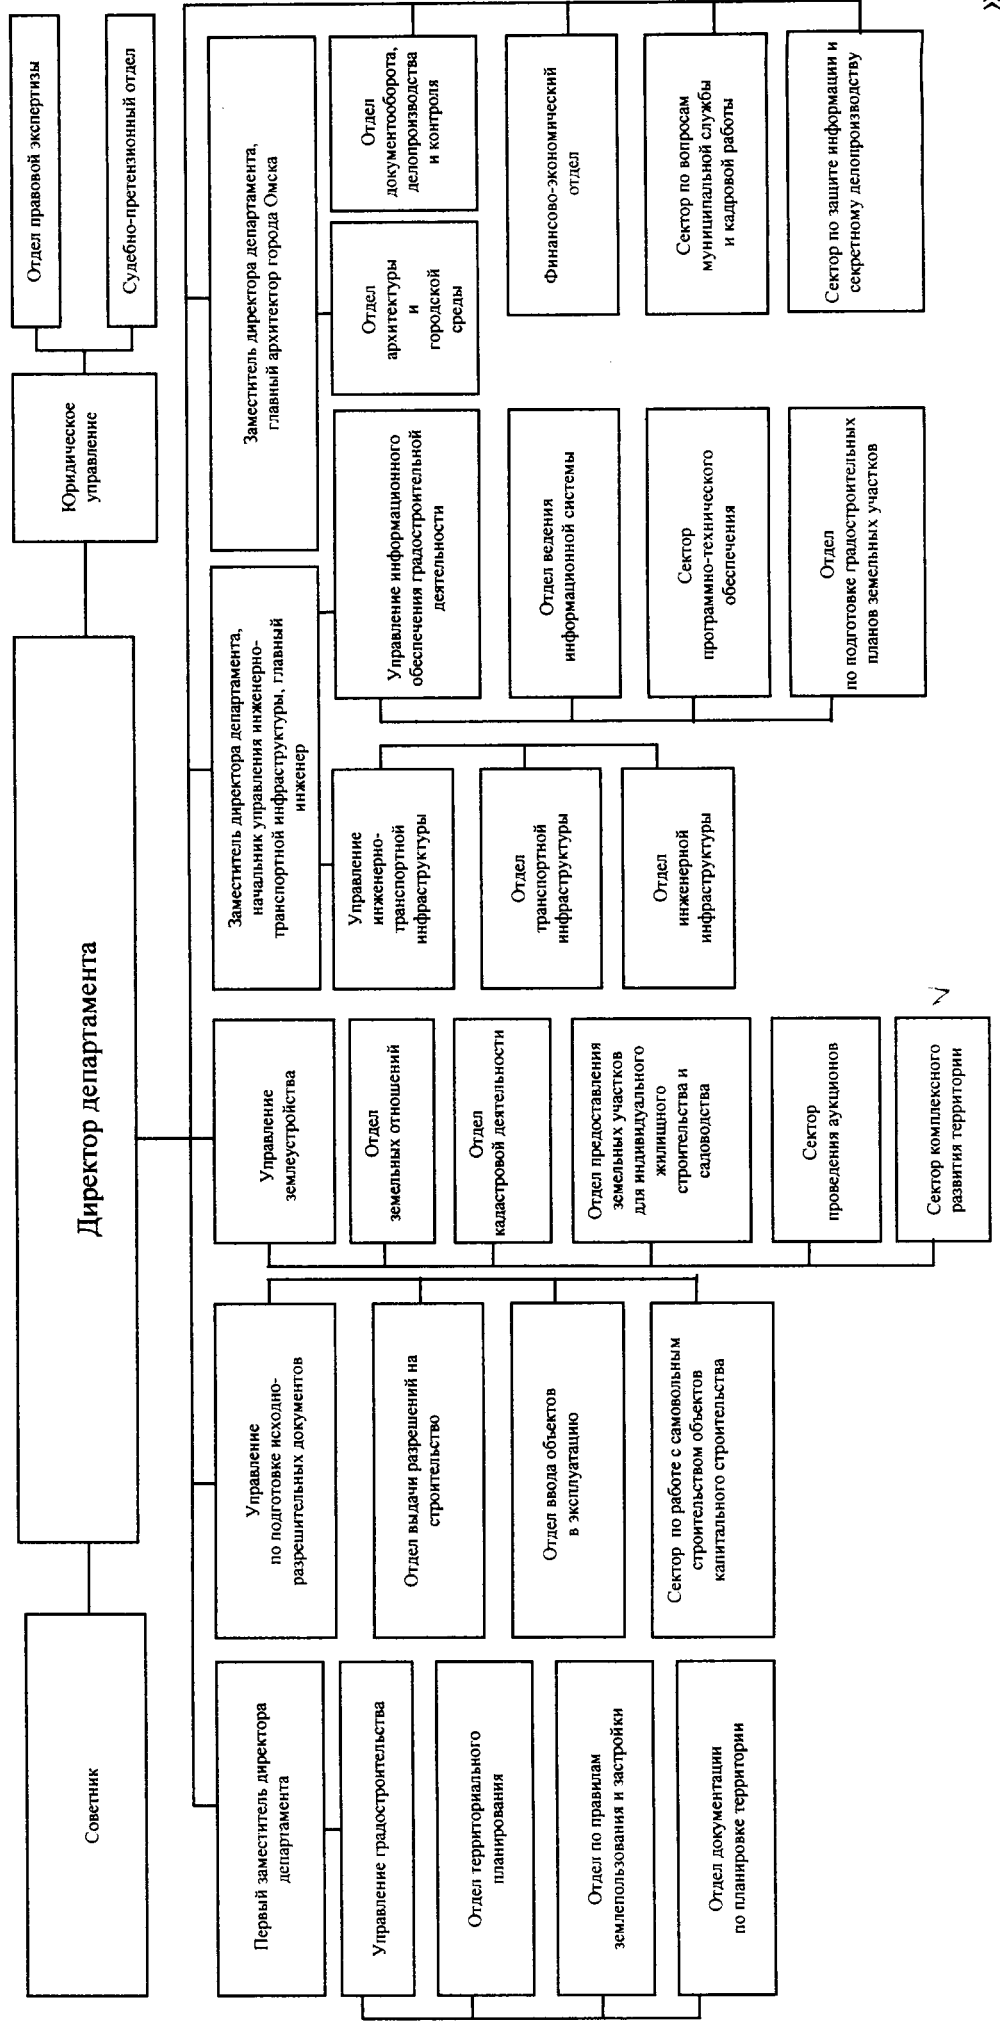 Советник
Директор департамента
Юридическое
управление
Отдел правовой экспертизы
Судебно-претензионный отдел
Первый заместитель директора
департамента
Управление градостроительства
Отдел территориального
планирования
Отдел по правилам
землепользования и застройки
Отдел документации
по планировке территории
Управление
по подготовке исходно-
разрешительных документов
Отдел выдачи разрешений на
строительство
Отдел ввода объектов
в эксплуатацию
Сектор по работе с самовольным
строительством объектов
капитального строительства
Управление
землеустройства
Отдел
земельных отношений
Отдел
кадастровой деятельности
Отдел предоставления
земельных участков
для индивидуального
жилищного
строительства и
садоводства
Сектор
проведения аукционов
Сектор комплексного
развития территории
Заместитель директора департамента,
начальник управления инженерно-
транспортной инфраструктуры, главный
инженер
Управление
инженерно-
транспортной
инфраструктуры
Отдел
транспортной
инфраструктуры
Отдел
инженерной
инфраструктуры
Управление информационного
обеспечения градостроительной
деятельности
Отдел ведения
информационной системы
Сектор
программно-технического
обеспечения
Отдел
по подготовке градостроительных
планов земельных участков
Заместитель директора департамента,
главный архитектор города Омска
Отдел
архитектуры
и
городской
среды
Отдел
документооборота,
делопроизводства
и контроля
Финансово-экономический
отдел
Сектор по вопросам
муниципальной службы
и кадровой работы
Сектор по защите информации и
секретному делопроизводству
»